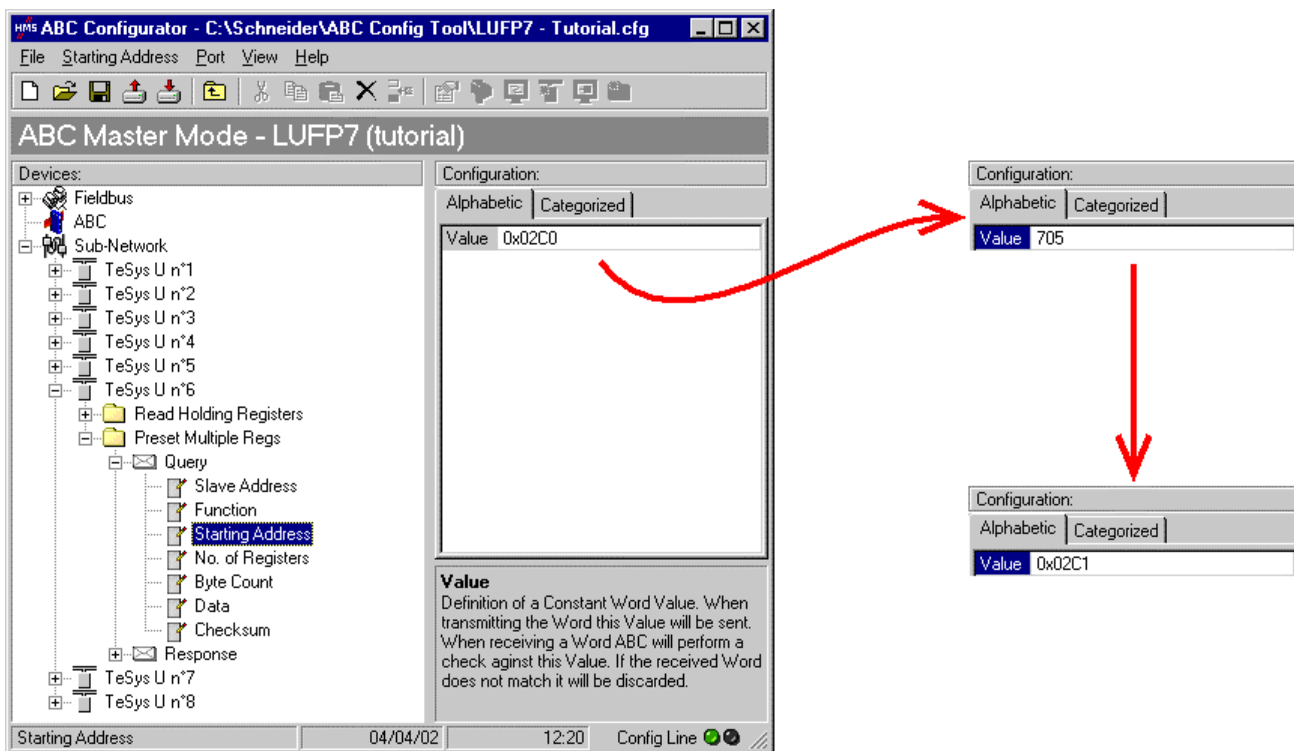 HMS ABC Configurator - C:\Schneider\ABC Config Tool\LUFP7 - Tutorial.cfg
File Starting Address Port View Help
ABC Master Mode - LUFP7 (tutorial)
Devices:
Fieldbus
ABC
Sub-Network
TeSys U n°1
TeSys U n°2
TeSys U n°3
TeSys U n°4
TeSys U n°5
TeSys U n°6
Read Holding Registers
Preset Multiple Regs
Query
Slave Address
Function
Starting Address
No. of Registers
Byte Count
Data
Checksum
Response
TeSys U n°7
TeSys U n°8
Configuration:
Alphabetic Categorized
Value 0x02C0
Value
Definition of a Constant Word Value. When
transmitting the Word this Value will be sent.
When receiving a Word ABC will perform a
check aginst this Value. If the received Word
does not match it will be discarded.
Starting Address 04/04/02 12:20 Config Line
Configuration:
Alphabetic Categorized
Value 705
Configuration:
Alphabetic Categorized
Value 0x02C1